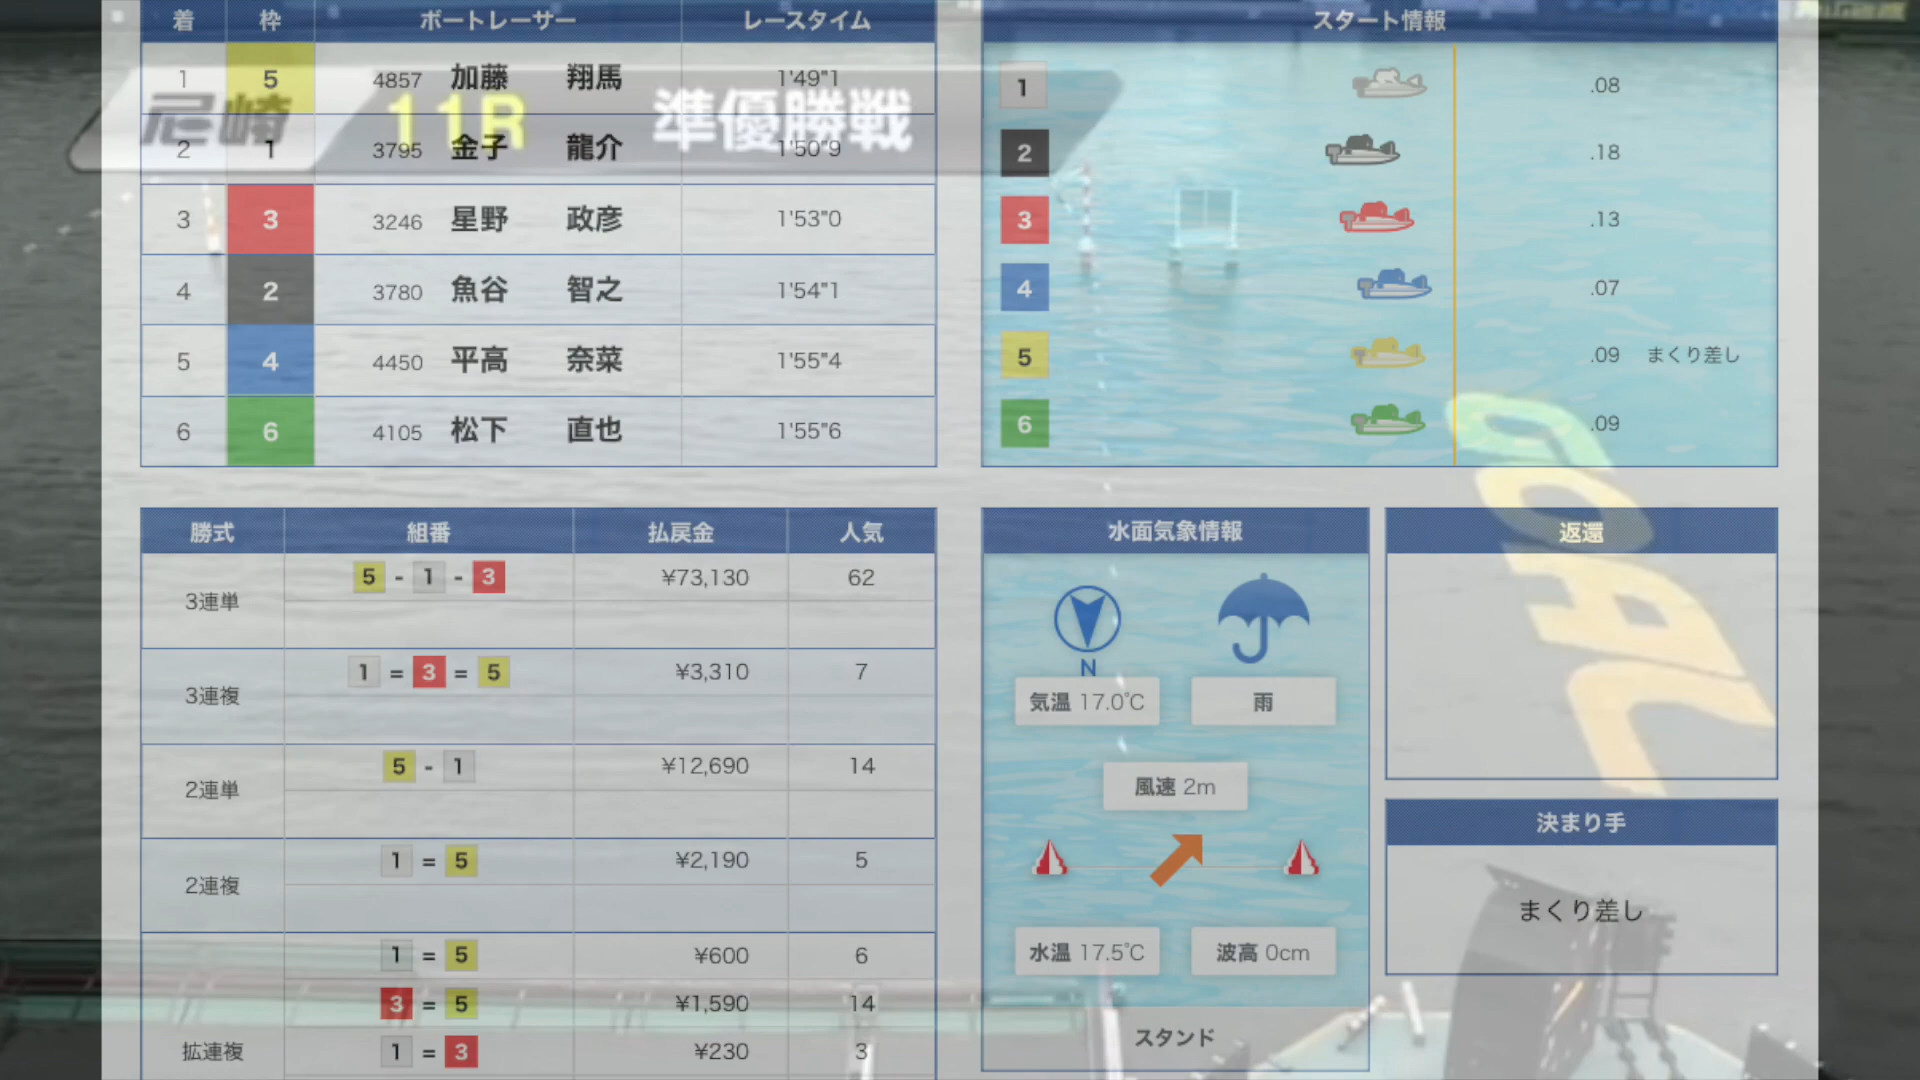 着 枠 ボートレーサー レースタイム
1 5 4857 加藤 翔馬 1'49"1
尼崎 11R 準優勝戦
2 1 3795 金子 龍介 1'50"9
3 3 3246 星野 政彦 1'53"0
4 2 3780 魚谷 智之 1'54"1
5 4 4450 平高 奈菜 1'55"4
6 6 4105 松下 直也 1'55"6
スタート情報
1 .08
2 .18
3 .13
4 .07
5 .09 まくり差し
6 .09
勝式 組番 払戻金 人気
3連単 5 - 1 - 3 ¥73,130 62
3連複 1 = 3 = 5 ¥3,310 7
2連単 5 - 1 ¥12,690 14
2連複 1 = 5 ¥2,190 5
拡連複 1 = 5 ¥600 6
3 = 5 ¥1,590 14
1 = 3 ¥230 3
水面気象情報
N
気温 17.0℃ 雨
風速 2m
水温 17.5℃ 波高 0cm
スタンド
返還
GOAL
決まり手
まくり差し